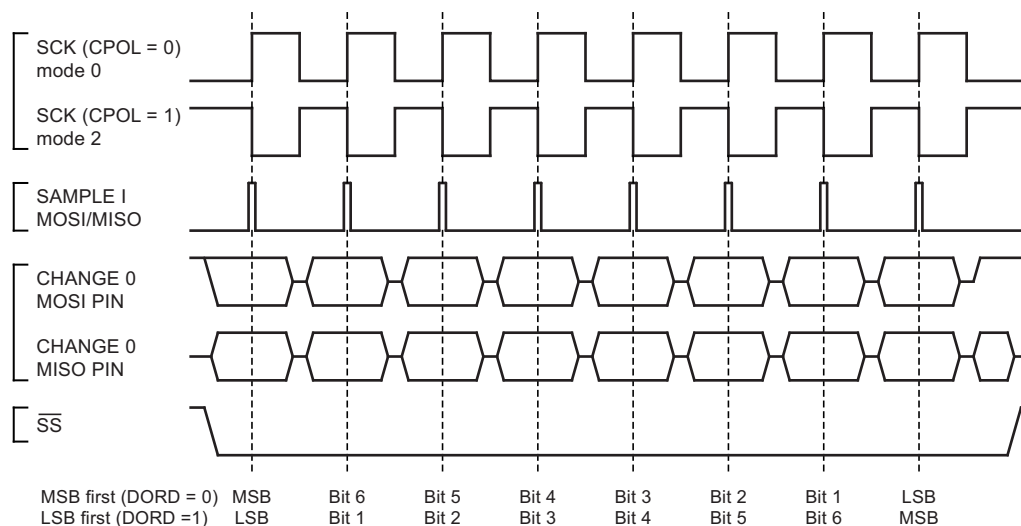 SCK (CPOL = 0)
mode 0
SCK (CPOL = 1)
mode 2
SAMPLE I
MOSI/MISO
CHANGE 0
MOSI PIN
CHANGE 0
MISO PIN
SS
MSB first (DORD = 0) MSB Bit 6 Bit 5 Bit 4 Bit 3 Bit 2 Bit 1 LSB
LSB first (DORD =1) LSB Bit 1 Bit 2 Bit 3 Bit 4 Bit 5 Bit 6 MSB